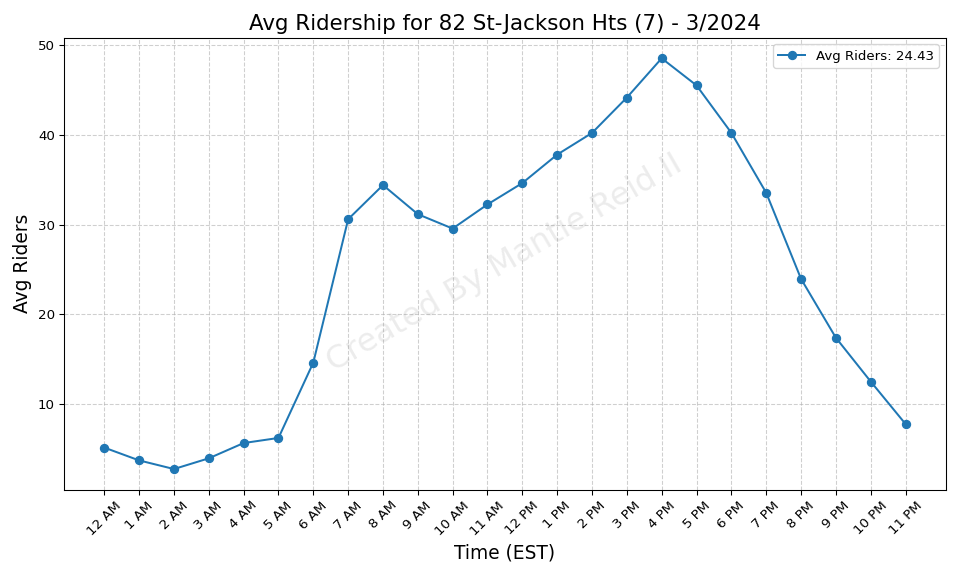 Avg Ridership for 82 St-Jackson Hts (7) - 3/2024
Avg Riders: 24.43
50
40
30
20
10
Avg Riders
Created By Mantie Reid II
12 AM
1 AM
2 AM
3 AM
4 AM
5 AM
6 AM
7 AM
8 AM
9 AM
10 AM
11 AM
12 PM
1 PM
2 PM
3 PM
4 PM
5 PM
6 PM
7 PM
8 PM
9 PM
10 PM
11 PM
Time (EST)